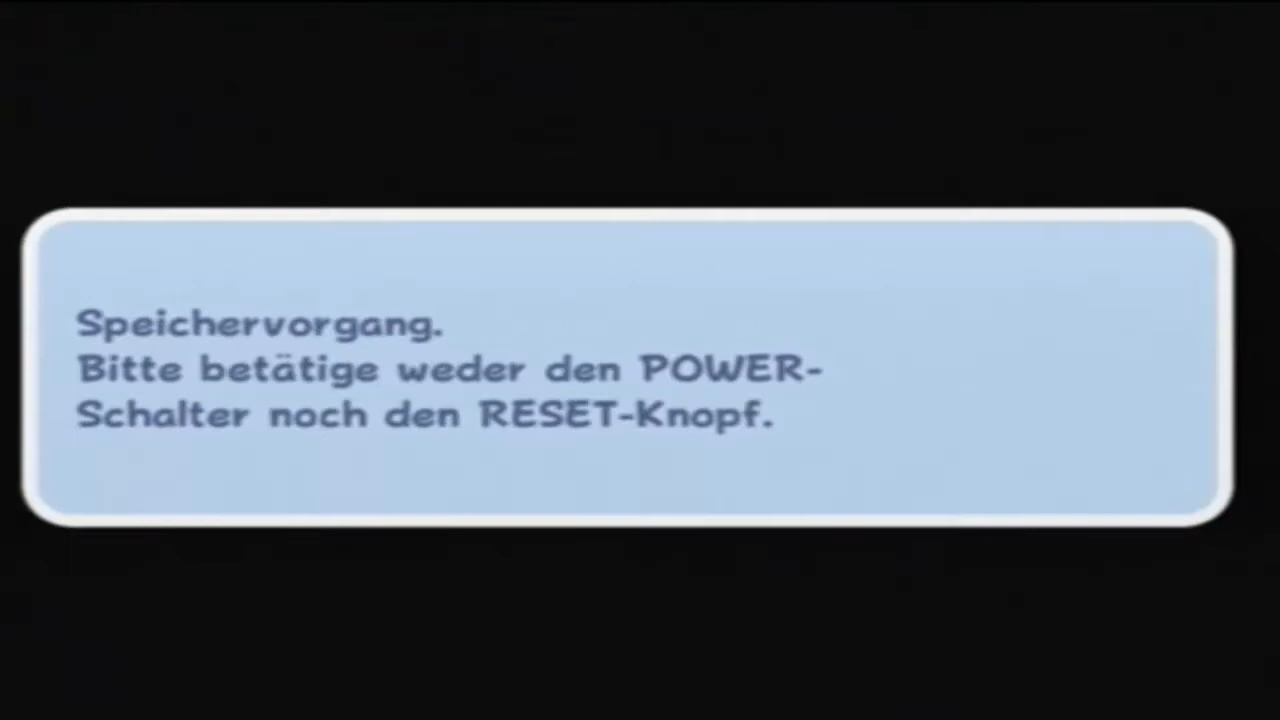 Speichervorgang.
Bitte betätige weder den POWER-
Schalter noch den RESET-Knopf.